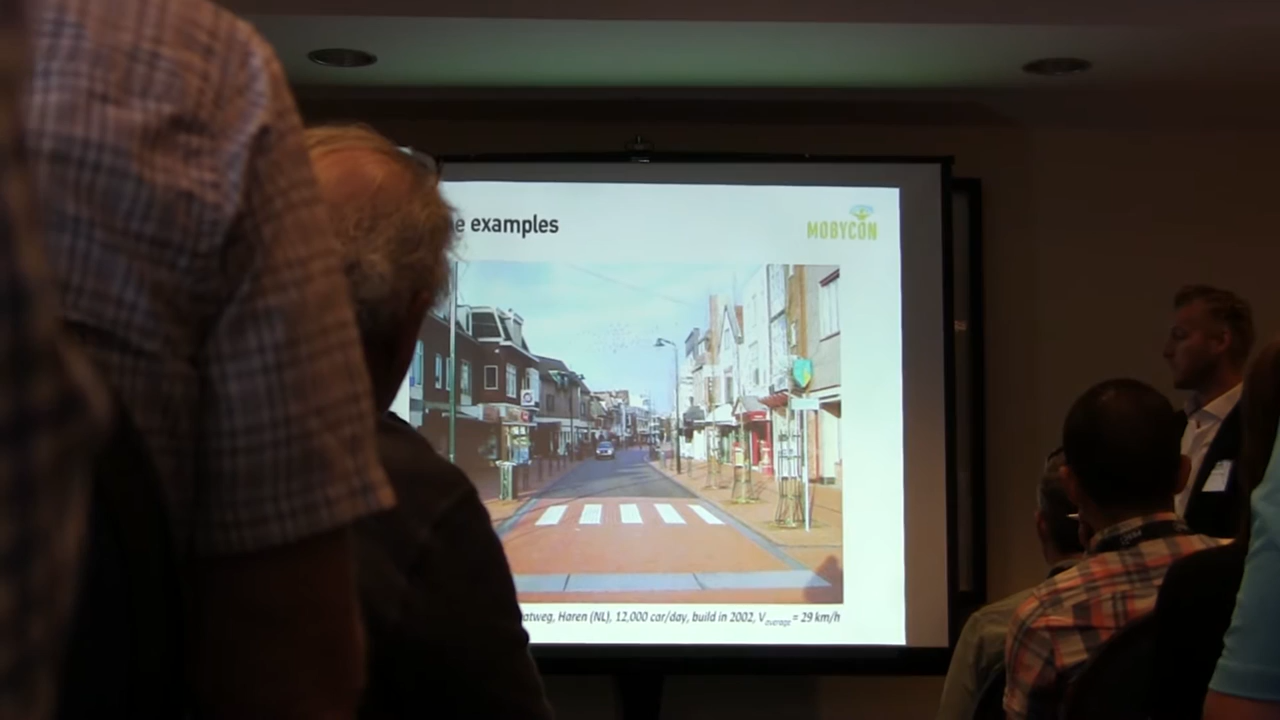 e examples
MOBYCON
atweg, Haren (NL), 12,000 car/day, build in 2002, Vaverage = 29 km/h